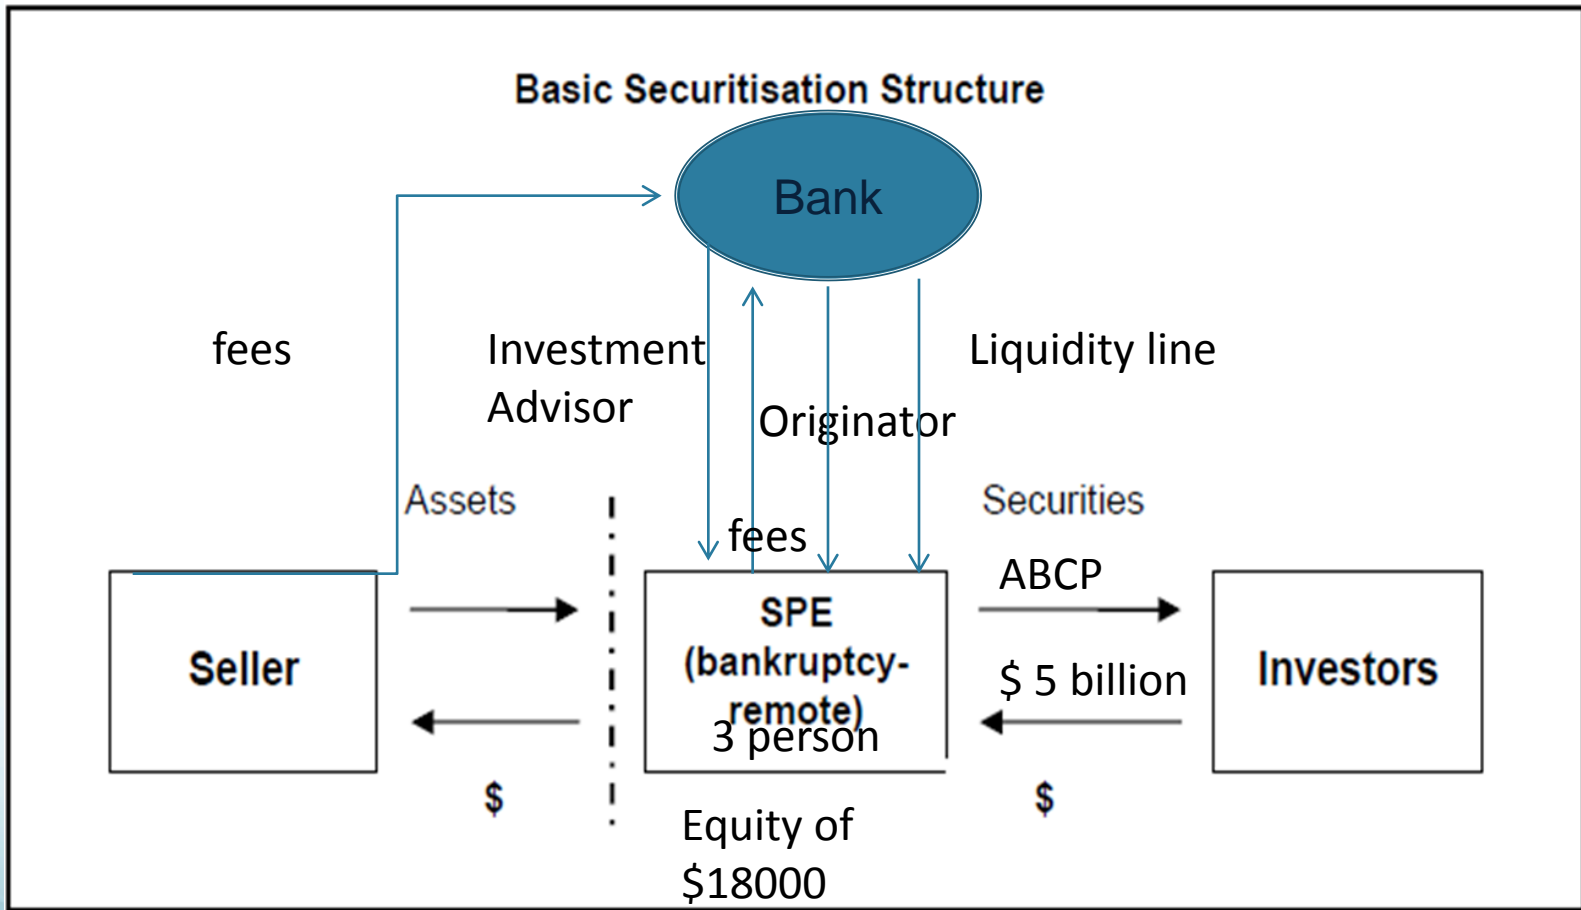 Basic Securitisation Structure
Bank
fees
Investment
Advisor
Liquidity line
Originator
Assets
Securities
fees
ABCP
Seller
SPE
(bankruptcy-
remote)
3 person
$ 5 billion
Investors
$
$
Equity of
$18000